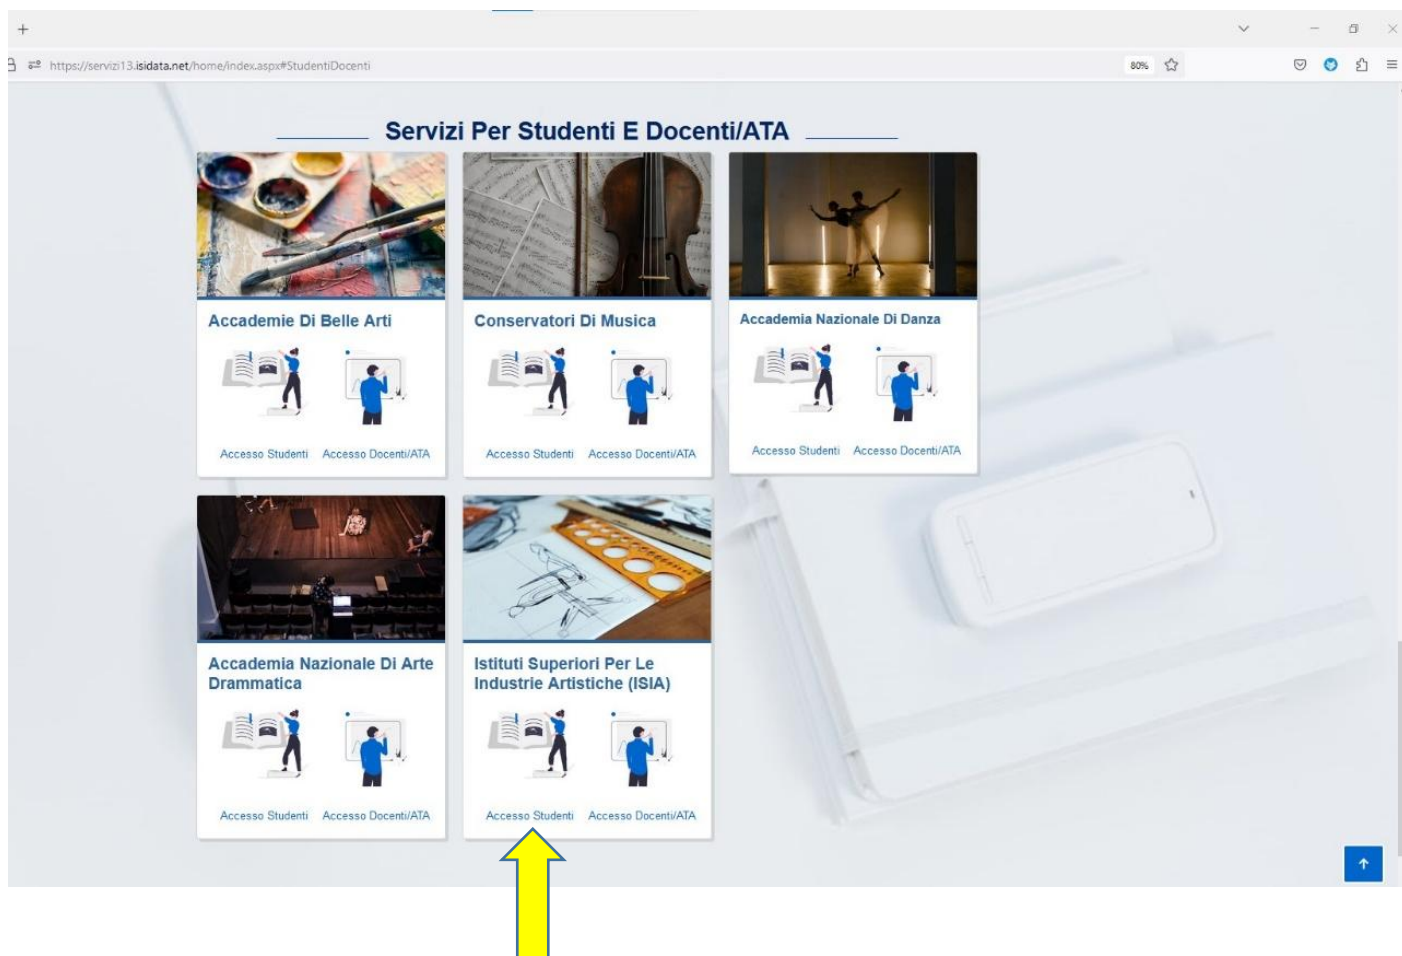 https://servizi13.isidata.net/home/index.aspx#StudentiDocenti
80%
Servizi Per Studenti E Docenti/ATA
Accademie Di Belle Arti
Accesso Studenti Accesso Docenti/ATA
Conservatori Di Musica
Accesso Studenti Accesso Docenti/ATA
Accademia Nazionale Di Danza
Accesso Studenti Accesso Docenti/ATA
Accademia Nazionale Di Arte
Drammatica
Accesso Studenti Accesso Docenti/ATA
Istituti Superiori Per Le
Industrie Artistiche (ISIA)
Accesso Studenti Accesso Docenti/ATA